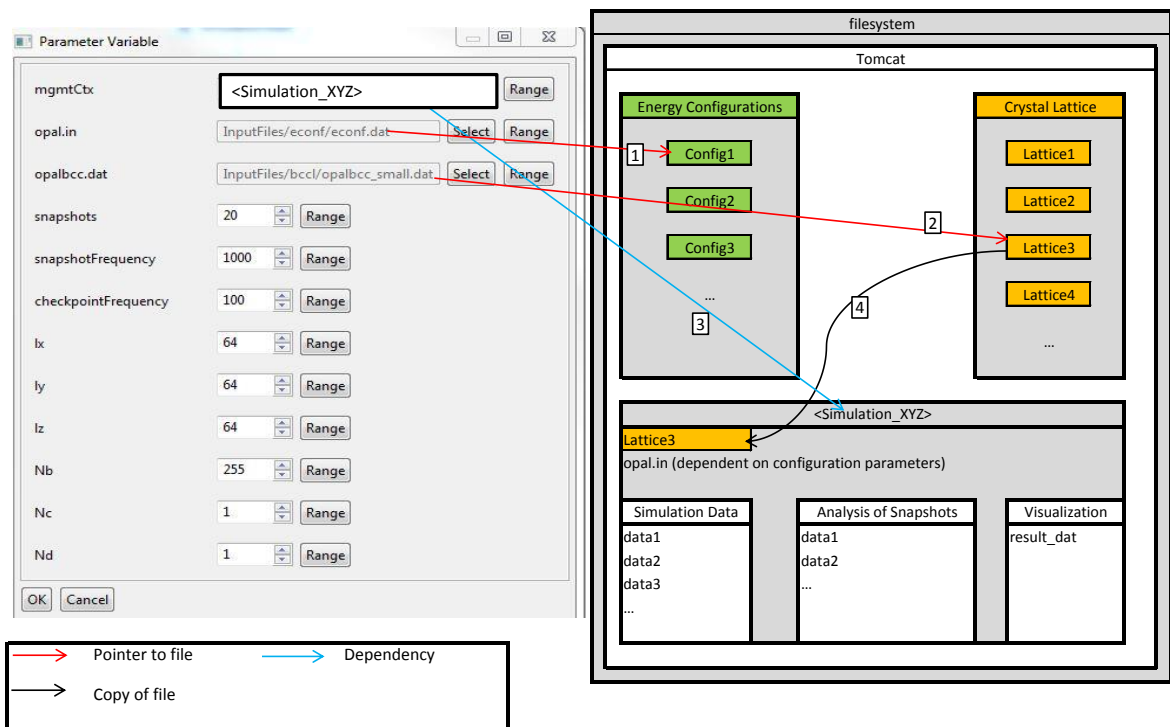 Parameter Variable
mgmtCtx <Simulation_XYZ> Range
opal.in InputFiles/econf/econf.dat Select Range
opalbcc.dat InputFiles/bccl/opalbcc_small.dat Select Range
snapshots 20 Range
snapshotFrequency 1000 Range
checkpointFrequency 100 Range
lx 64 Range
ly 64 Range
lz 64 Range
Nb 255 Range
Nc 1 Range
Nd 1 Range
OK Cancel
filesystem
Tomcat
Energy Configurations
1 Config1
Config2
Config3
...
3
Crystal Lattice
Lattice1
Lattice2
2
Lattice3
Lattice4
4
...
<Simulation_XYZ>
Lattice3
opal.in (dependent on configuration parameters)
Simulation Data
data1
data2
data3
...
Analysis of Snapshots
data1
data2
...
Visualization
result_dat
Pointer to file
Dependency
Copy of file